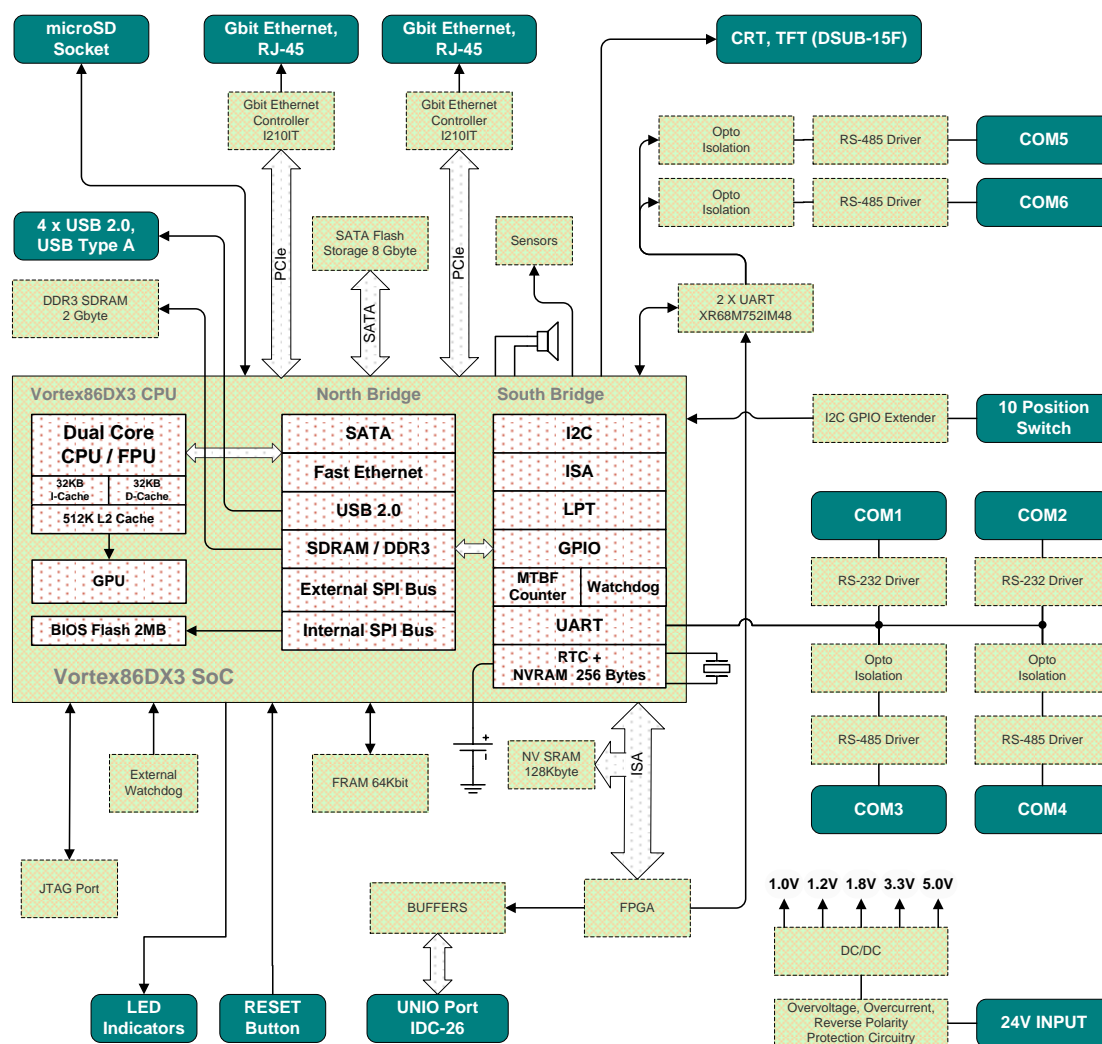 microSD
Socket
Gbit Ethernet,
RJ-45
Gbit Ethernet,
RJ-45
CRT, TFT (DSUB-15F)
Gbit Ethernet
Controller
I210IT
Gbit Ethernet
Controller
I210IT
Opto
Isolation
RS-485 Driver
COM5
Opto
Isolation
RS-485 Driver
COM6
4 x USB 2.0,
USB Type A
PCIe
SATA Flash
Storage 8 Gbyte
PCIe
Sensors
DDR3 SDRAM
2 Gbyte
SATA
2 X UART
XR68M752IM48
Vortex86DX3 CPU
North Bridge
South Bridge
I2C GPIO Extender
10 Position
Switch
Dual Core
CPU / FPU
32KB
I-Cache
32KB
D-Cache
512K L2 Cache
GPU
BIOS Flash 2MB
SATA
Fast Ethernet
USB 2.0
SDRAM / DDR3
External SPI Bus
Internal SPI Bus
I2C
ISA
LPT
GPIO
MTBF
Counter
Watchdog
UART
RTC +
NVRAM 256 Bytes
Vortex86DX3 SoC
COM1
COM2
RS-232 Driver
RS-232 Driver
Opto
Isolation
Opto
Isolation
RS-485 Driver
RS-485 Driver
COM3
COM4
External
Watchdog
FRAM 64Kbit
+
-
NV SRAM
128Kbyte
ISA
JTAG Port
BUFFERS
FPGA
1.0V
1.2V
1.8V
3.3V
5.0V
DC/DC
LED
Indicators
RESET
Button
UNIO Port
IDC-26
Overvoltage, Overcurrent,
Reverse Polarity
Protection Circuitry
24V INPUT